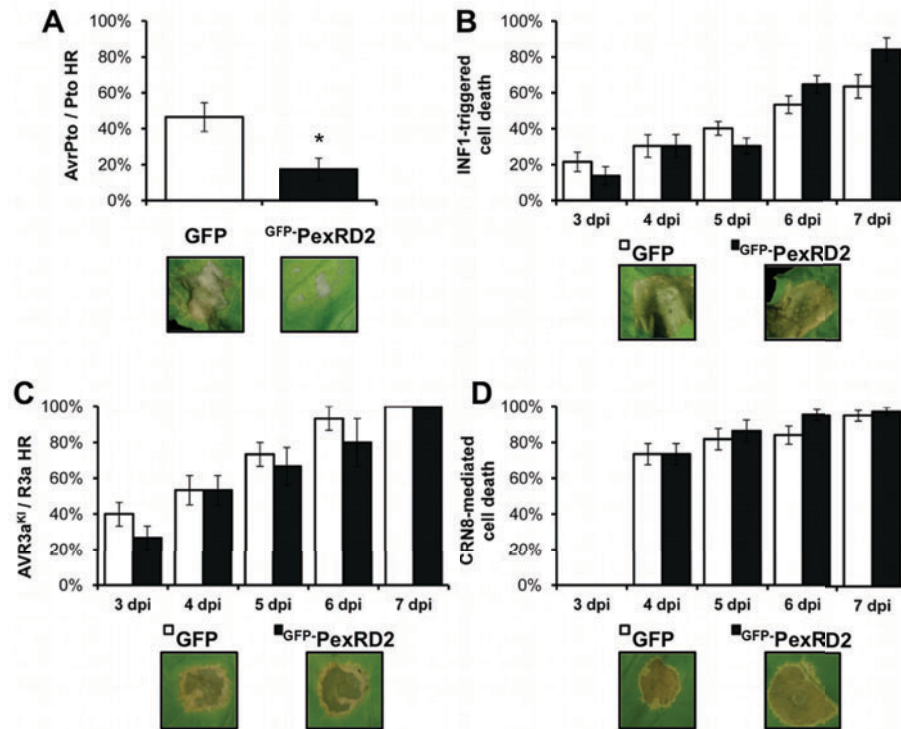 A
AvrPto / Pto HR
100%
80%
60%
40%
20%
0%
*
GFP
GFP-PexRD2
B
INF1-triggered
cell death
100%
80%
60%
40%
20%
0%
3 dpi 4 dpi 5 dpi 6 dpi 7 dpi
GFP GFP-PexRD2
C
AVR3aKI / R3a HR
100%
80%
60%
40%
20%
0%
3 dpi 4 dpi 5 dpi 6 dpi 7 dpi
GFP GFP-PexRD2
D
CRN8-mediated
cell death
100%
80%
60%
40%
20%
0%
3 dpi 4 dpi 5 dpi 6 dpi 7 dpi
GFP GFP-PexRD2